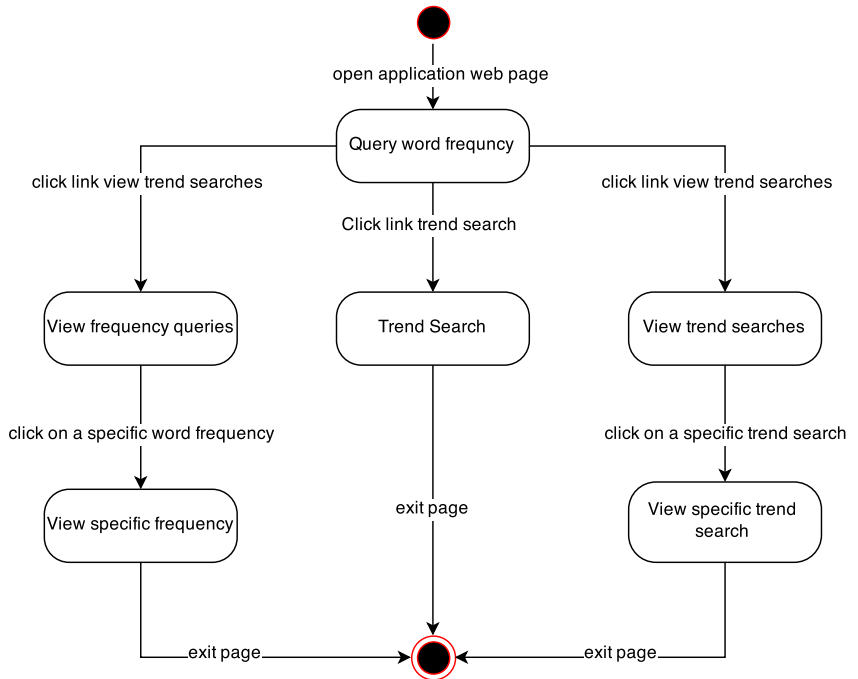 open application web page
Query word frequncy
click link view trend searches
click link view trend searches
Click link trend search
View frequency queries
Trend Search
View trend searches
click on a specific word frequency
click on a specific trend search
exit page
View specific frequency
View specific trend
search
exit page
exit page